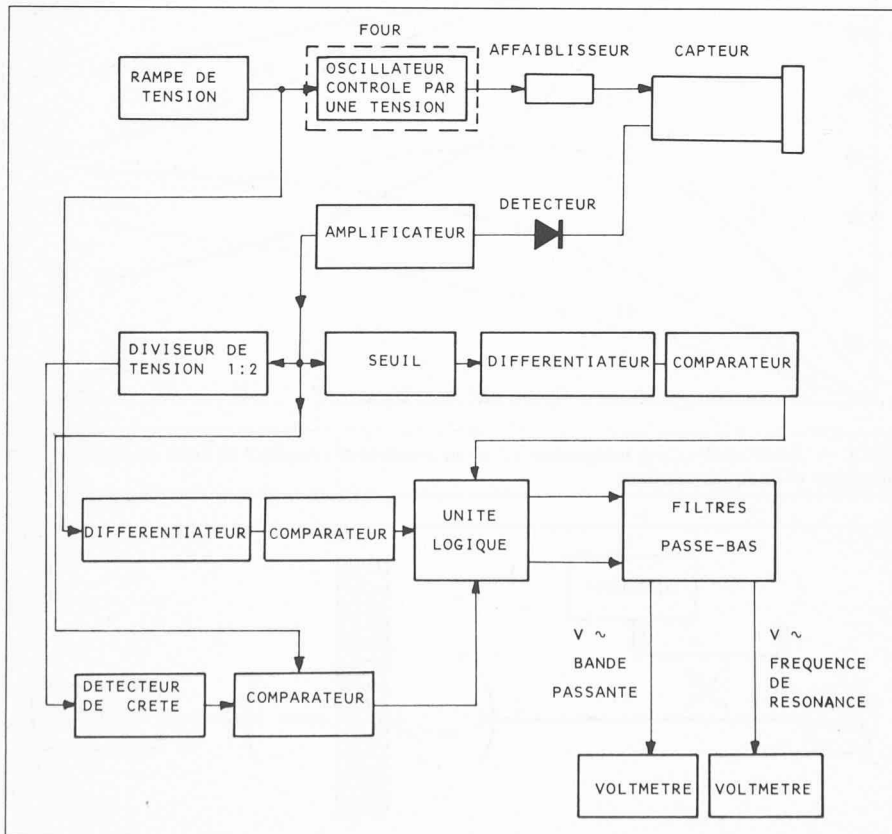 FOUR
AFFAIBLISSEUR
CAPTEUR
RAMPE DE
TENSION
OSCILLATEUR
CONTROLE PAR
UNE TENSION
DETECTEUR
AMPLIFICATEUR
DIVISEUR DE
TENSION 1:2
SEUIL
DIFFERENTIATEUR
COMPARATEUR
DIFFERENTIATEUR
COMPARATEUR
UNITE
LOGIQUE
FILTRES
PASSE-BAS
V ~
BANDE
PASSANTE
V ~
FREQUENCE
DE
RESONANCE
DETECTEUR
DE CRETE
COMPARATEUR
VOLTMETRE
VOLTMETRE